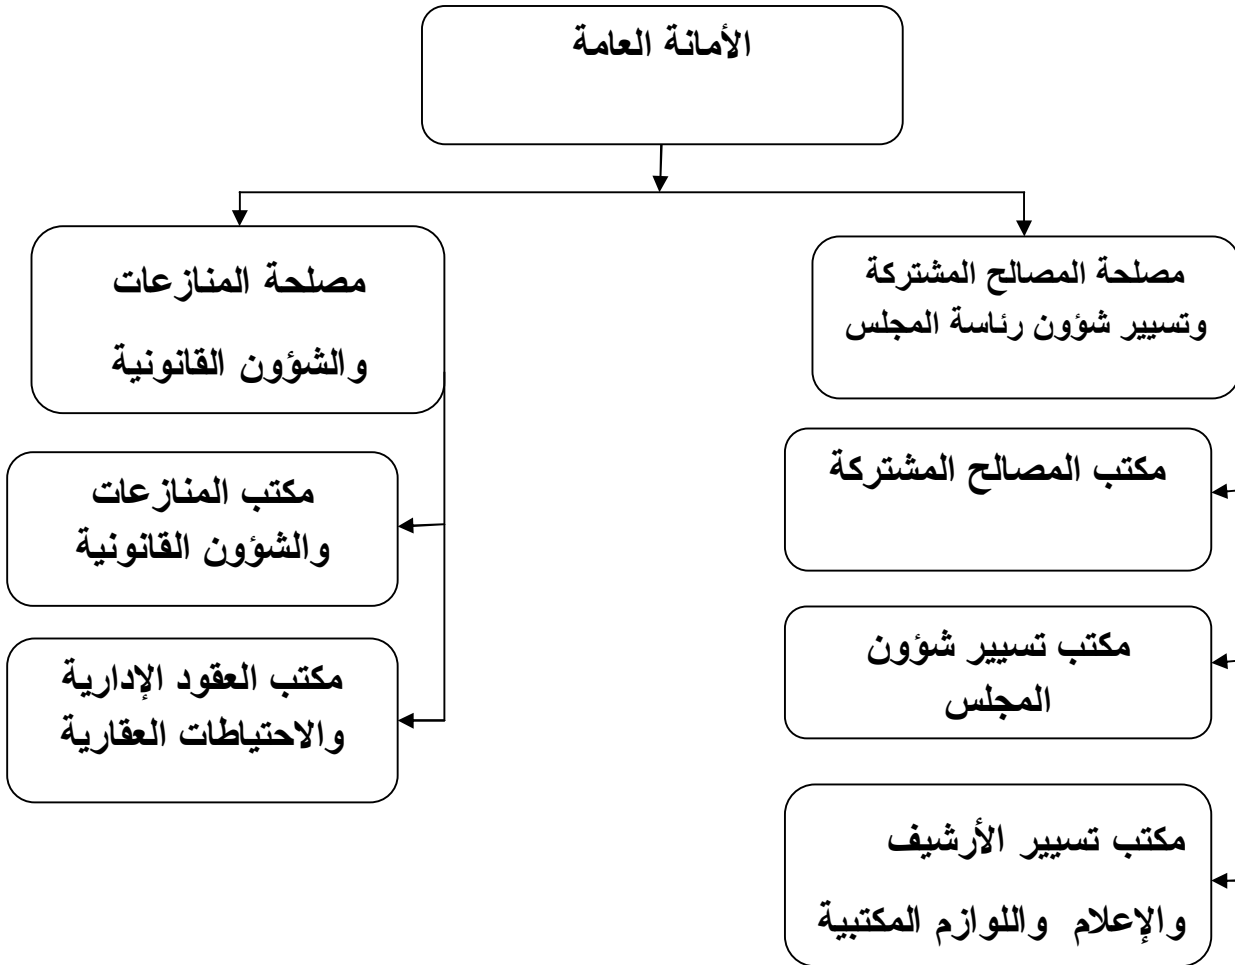 الأمانة العامة
مصلحة المصالح المشتركة
وتسيير شؤون رئاسة المجلس
مكتب المصالح المشتركة
مكتب تسيير شؤون
المجلس
مكتب تسيير الأرشيف
والإعلام واللوازم المكتبية
مصلحة المنازعات
والشؤون القانونية
مكتب المنازعات
والشؤون القانونية
مكتب العقود الإدارية
والاحتياطات العقارية